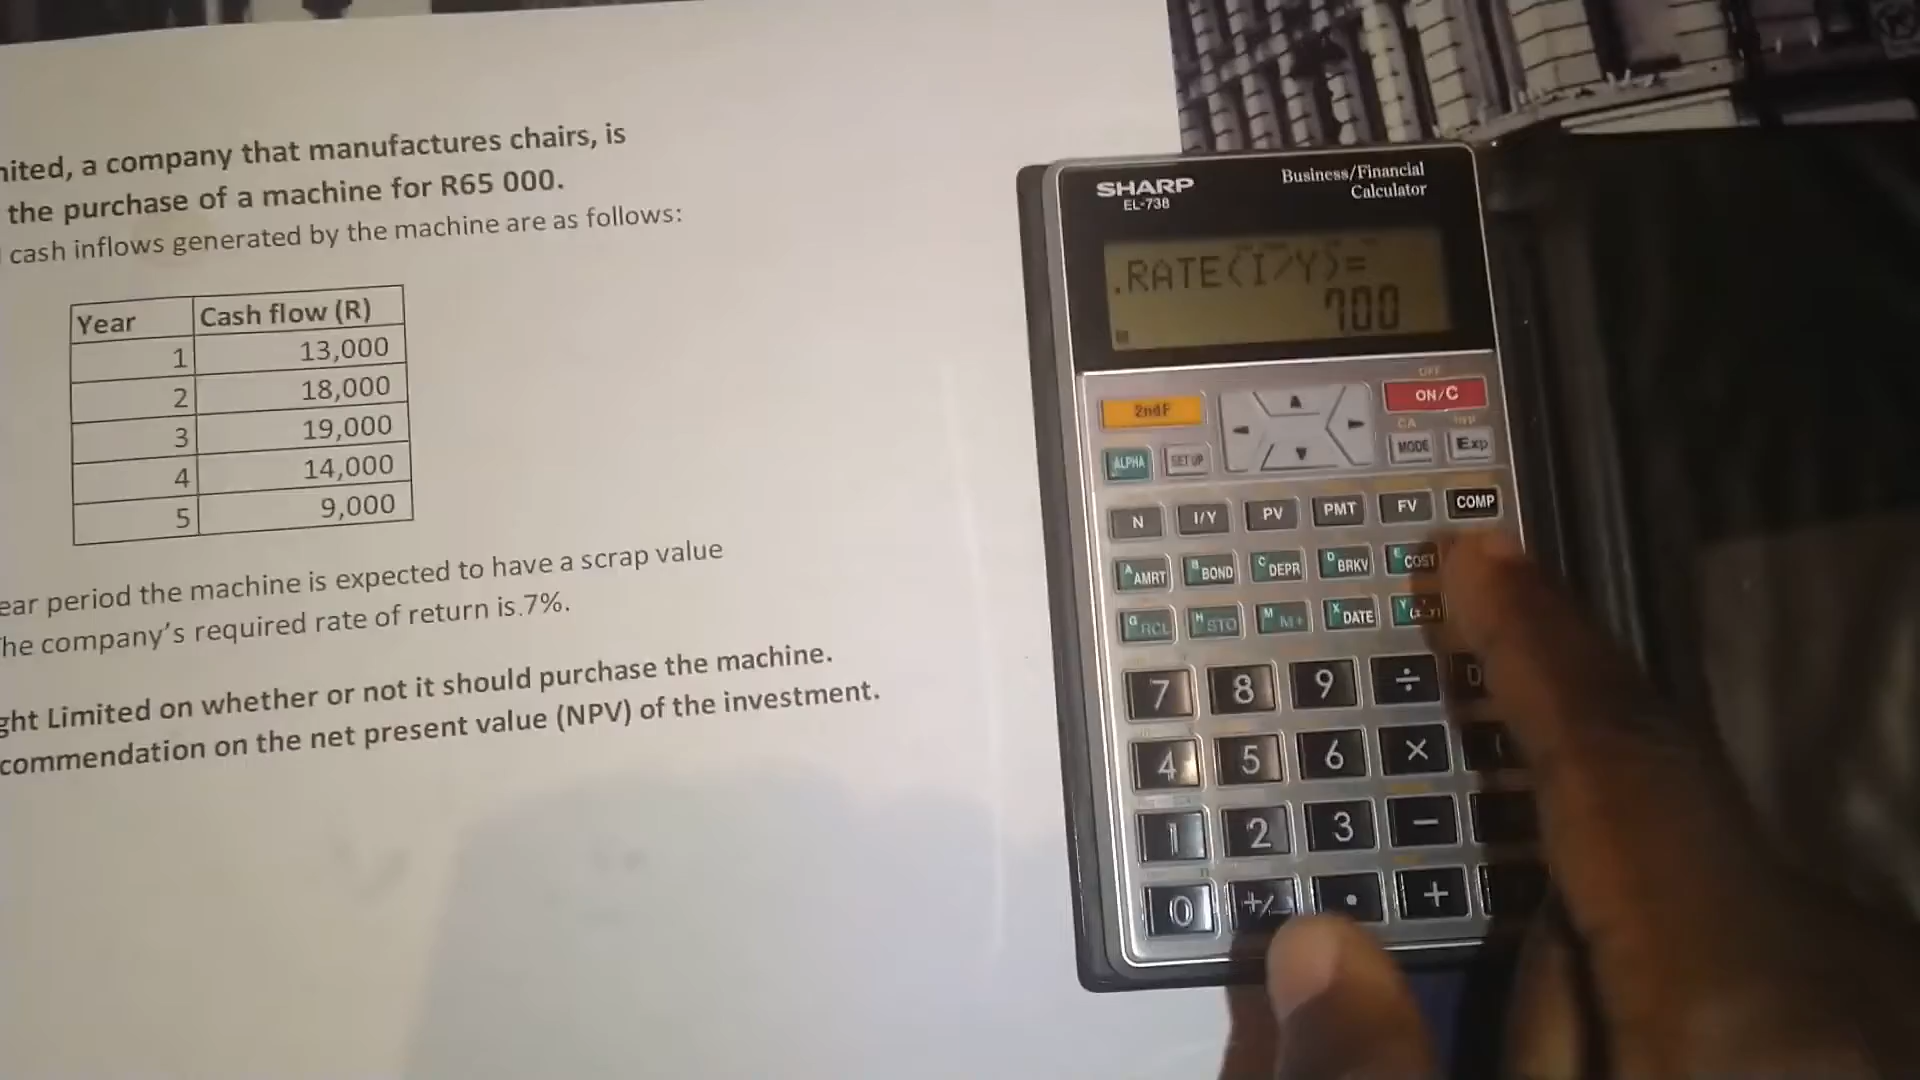 a company that manufactures chairs, is
the purchase of a machine for R65 000.
cash inflows generated by the machine are as follows:
Year Cash flow (R)
1 13,000
2 18,000
3 19,000
4 14,000
5 9,000
period the machine is expected to have a scrap value
company's required rate of return is 7%.
Limited on whether or not it should purchase the machine.
on the net present value (NPV) of the investment.
SHARP
EL-738
Business/Financial
Calculator
RATE(I/Y)=
7.00
OFF
2ndF ON/C
CA
ALPHA SET UP MODE Exp
N I/Y PV PMT FV COMP
A AMRT B BOND C DEPR D BRKV E COST
G RCL H STO M M+ X DATE Y (x,y)
7 8 9 ÷
4 5 6 ×
1 2 3 −
0 +/− • +